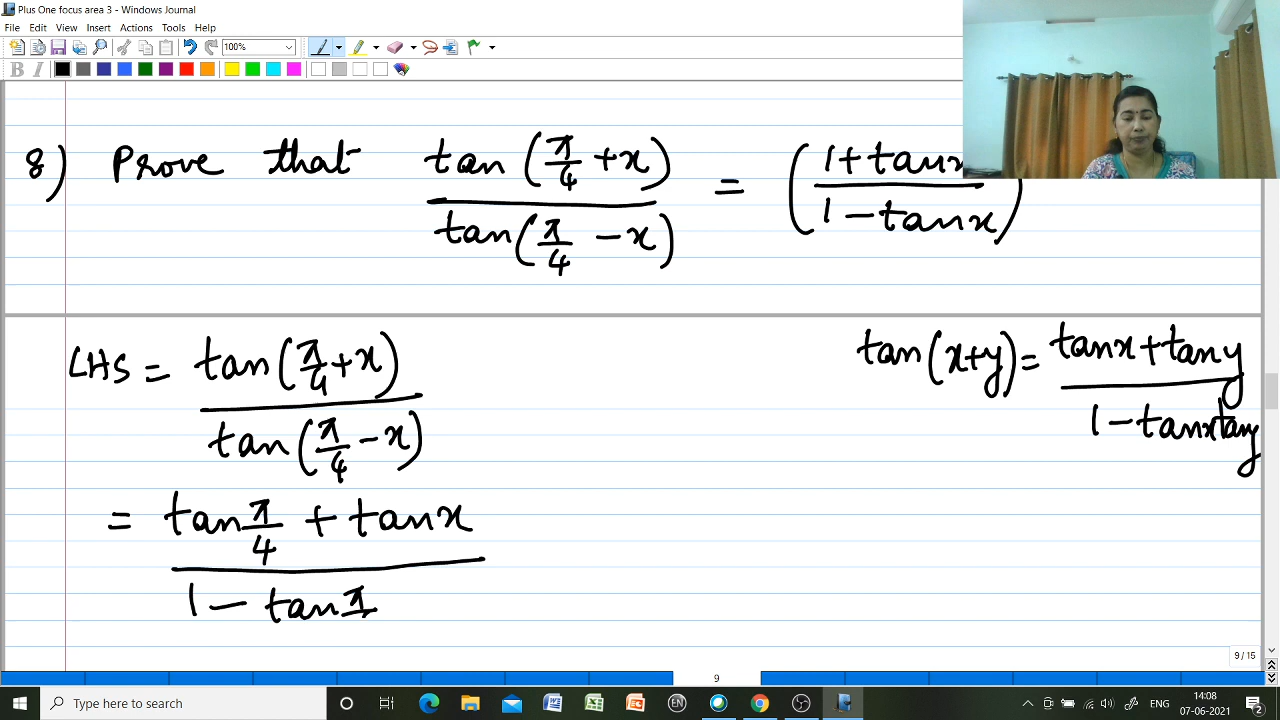 Plus One focus area 3 - Windows Journal
File Edit View Insert Actions Tools Help
100%
B I
8) Prove that tan(π/4 + x) / tan(π/4 - x) = (1 + tanx / 1 - tanx)
LHS = tan(π/4 + x) / tan(π/4 - x)
tan(x+y) = tanx + tany / 1 - tanxtany
= tan π/4 + tanx / 1 - tan π
9 / 15
9
Type here to search
ENG
14:08
07-06-2021
2